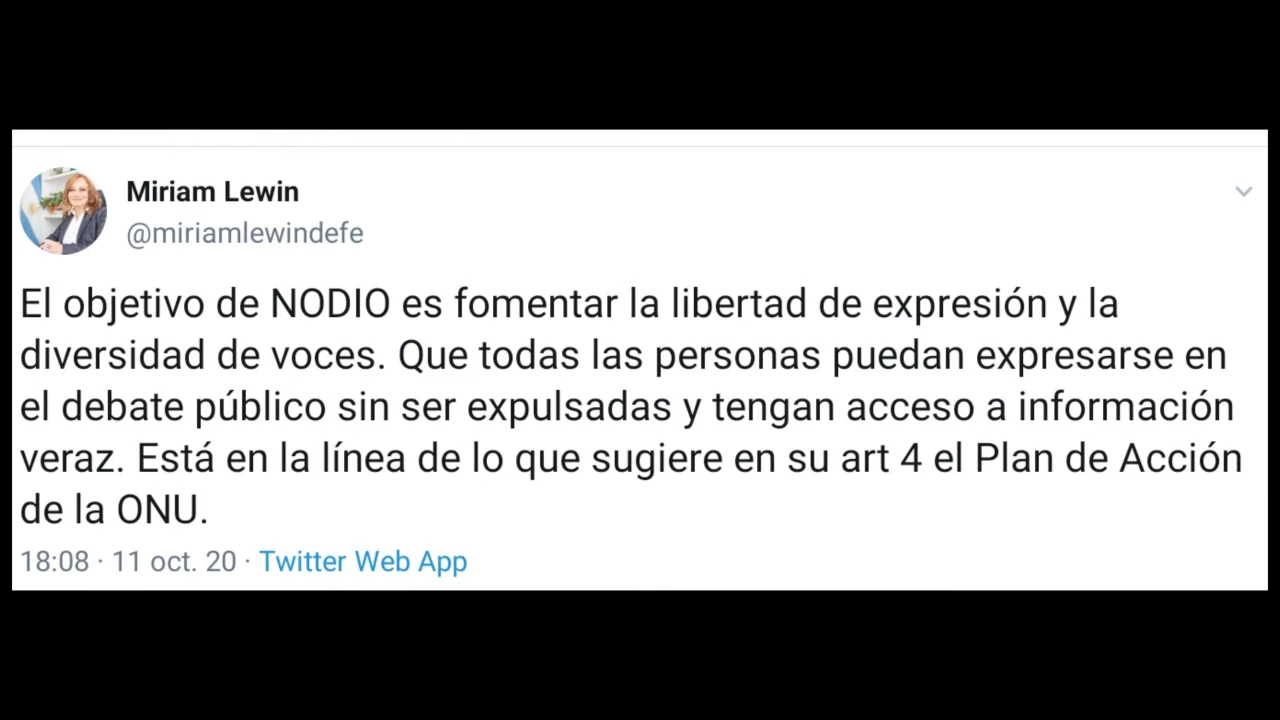 Miriam Lewin
@miriamlewindefe
El objetivo de NODIO es fomentar la libertad de expresión y la
diversidad de voces. Que todas las personas puedan expresarse en
el debate público sin ser expulsadas y tengan acceso a información
veraz. Está en la línea de lo que sugiere en su art 4 el Plan de Acción
de la ONU.
18:08 · 11 oct. 20 · Twitter Web App